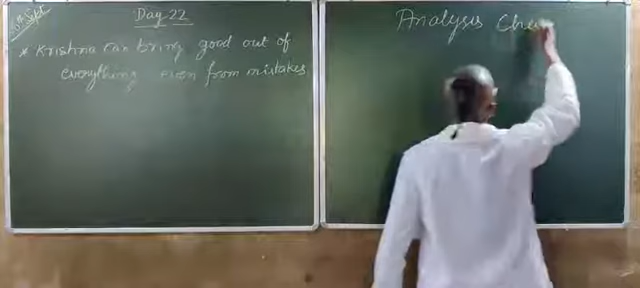 Day 22
* Krishna can bring good out of
everything even from mistakes
Analysis Che